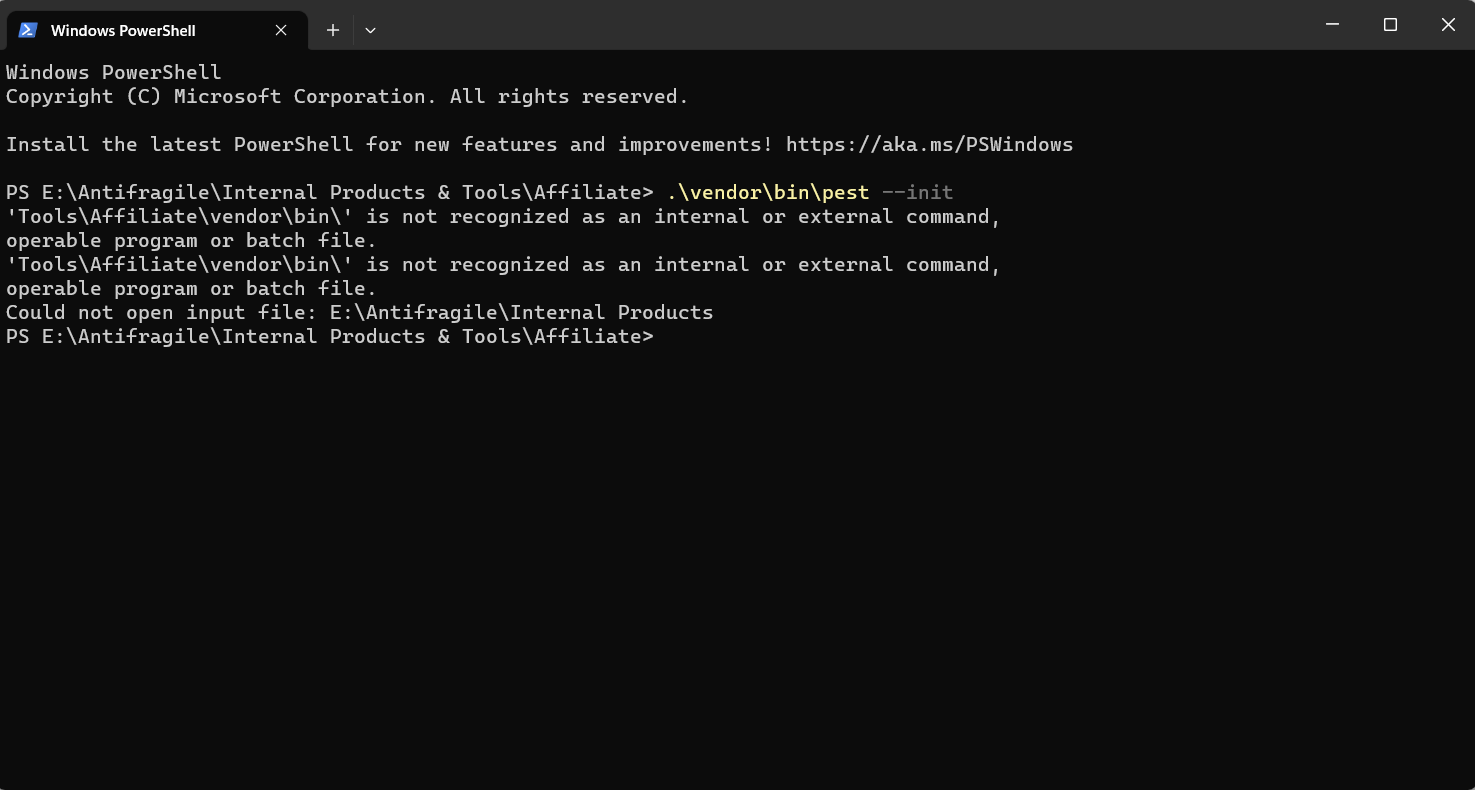 Windows PowerShell
Windows PowerShell
Copyright (C) Microsoft Corporation. All rights reserved.
Install the latest PowerShell for new features and improvements! https://aka.ms/PSWindows
PS E:\Antifragile\Internal Products & Tools\Affiliate> .\vendor\bin\pest --init
'Tools\Affiliate\vendor\bin\' is not recognized as an internal or external command,
operable program or batch file.
'Tools\Affiliate\vendor\bin\' is not recognized as an internal or external command,
operable program or batch file.
Could not open input file: E:\Antifragile\Internal Products
PS E:\Antifragile\Internal Products & Tools\Affiliate>